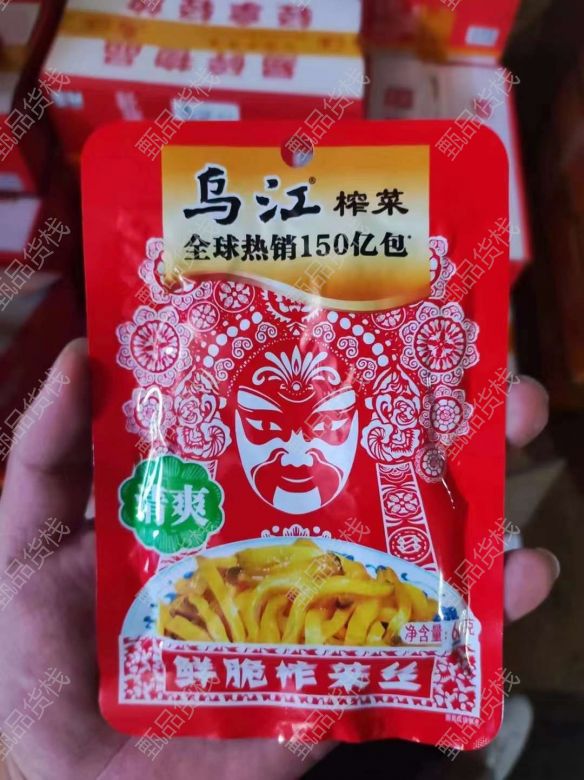 乌江® 榨菜
全球热销150亿包*
清爽
净含量:
克
鲜脆榨菜丝
甄品货栈